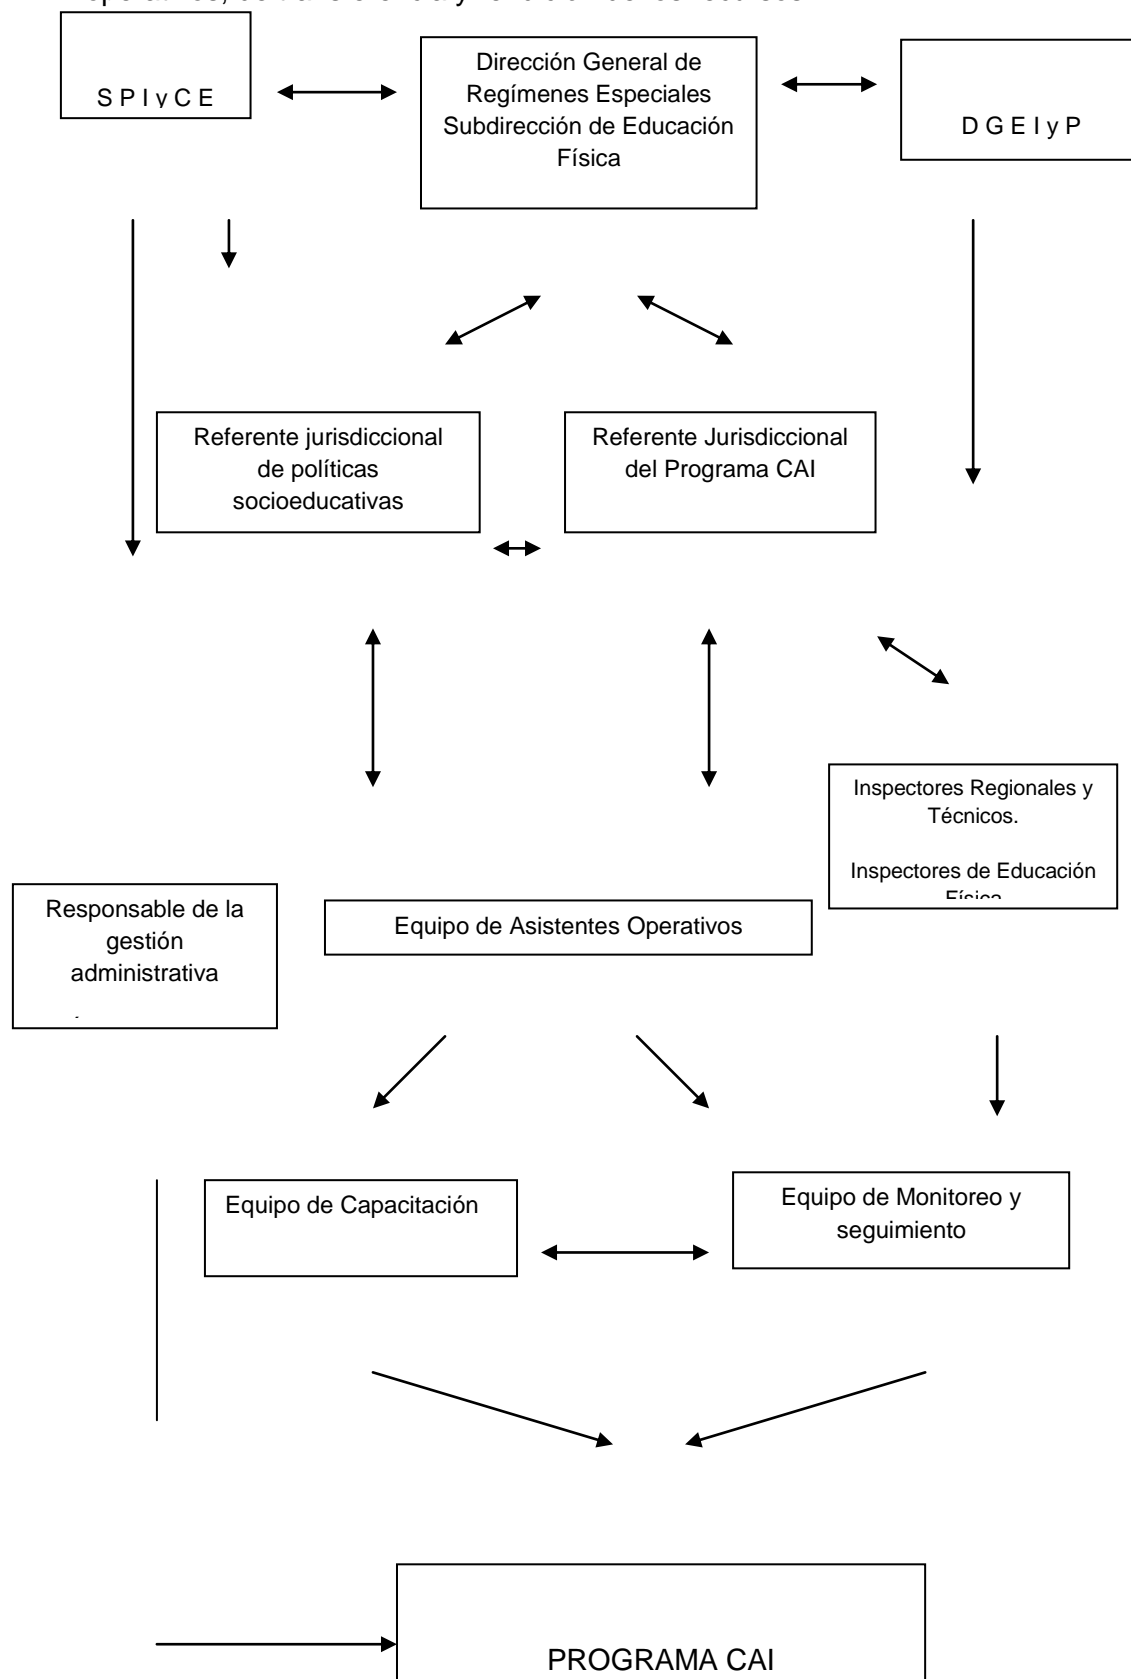 S P I y C E
Dirección General de
Regímenes Especiales
Subdirección de Educación
Física
D G E I y P
Referente jurisdiccional
de políticas
socioeducativas
Referente Jurisdiccional
del Programa CAI
Inspectores Regionales y
Técnicos.
Inspectores de Educación
Física
Responsable de la
gestión
administrativa
Equipo de Asistentes Operativos
Equipo de Capacitación
Equipo de Monitoreo y
seguimiento
PROGRAMA CAI